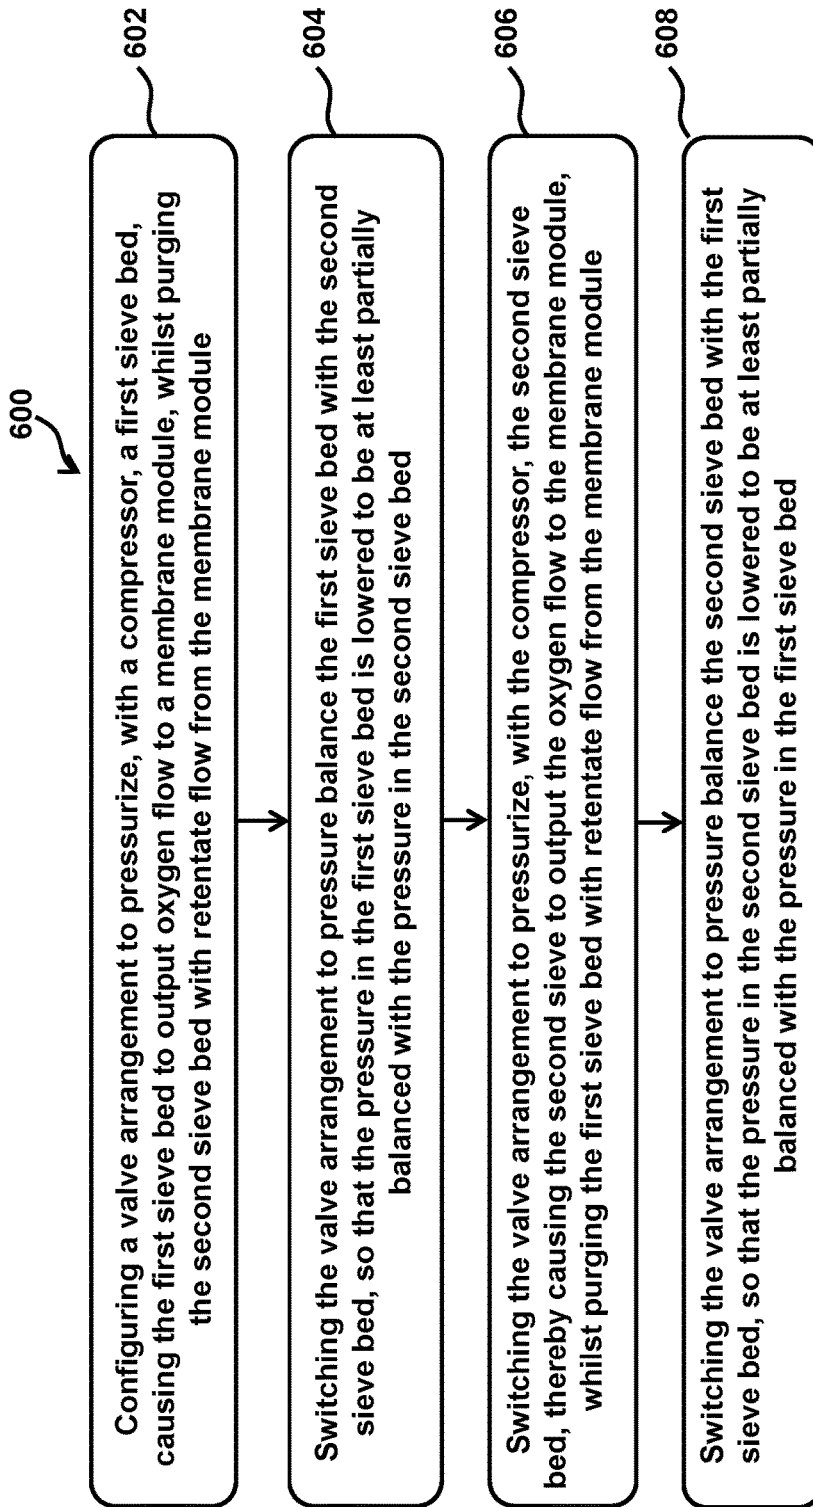 600
Configuring a valve arrangement to pressurize, with a compressor, a first sieve bed,
causing the first sieve bed to output oxygen flow to a membrane module, whilst purging
the second sieve bed with retentate flow from the membrane module
602
Switching the valve arrangement to pressure balance the first sieve bed with the second
sieve bed, so that the pressure in the first sieve bed is lowered to be at least partially
balanced with the pressure in the second sieve bed
604
Switching the valve arrangement to pressurize, with the compressor, the second sieve
bed, thereby causing the second sieve to output the oxygen flow to the membrane module,
whilst purging the first sieve bed with retentate flow from the membrane module
606
Switching the valve arrangement to pressure balance the second sieve bed with the first
sieve bed, so that the pressure in the second sieve bed is lowered to be at least partially
balanced with the pressure in the first sieve bed
608